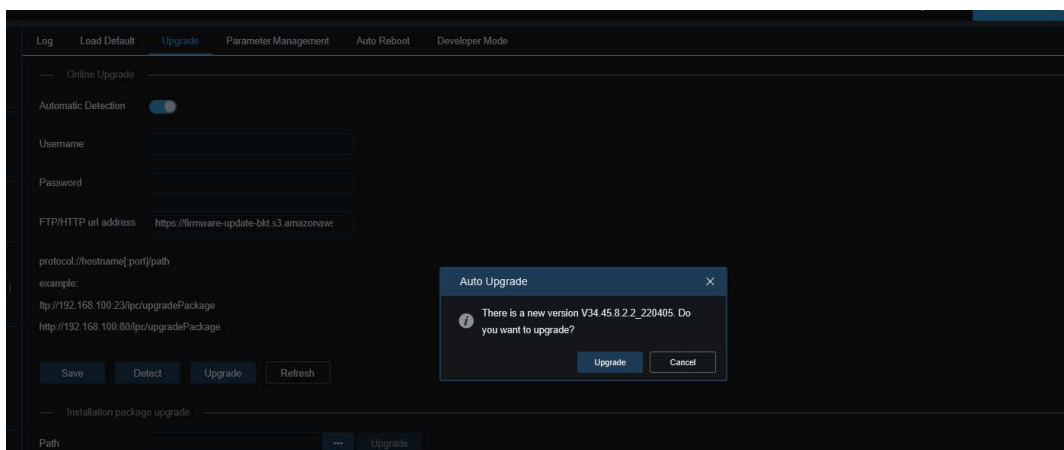 Log Load Default Upgrade Parameter Management Auto Reboot Developer Mode
Online Upgrade
Automatic Detection
Username
Password
FTP/HTTP url address https://firmware-update-bkt.s3.amazonaws
protocol://hostname[:port]/path
example:
ftp://192.168.100:23/ipc/upgradePackage
http://192.168.100:80/ipc/upgradePackage
Save Detect Upgrade Refresh
Installation package upgrade
Path ... Upgrade
Auto Upgrade
There is a new version V34.45.8.2.2_220405. Do
you want to upgrade?
Upgrade Cancel